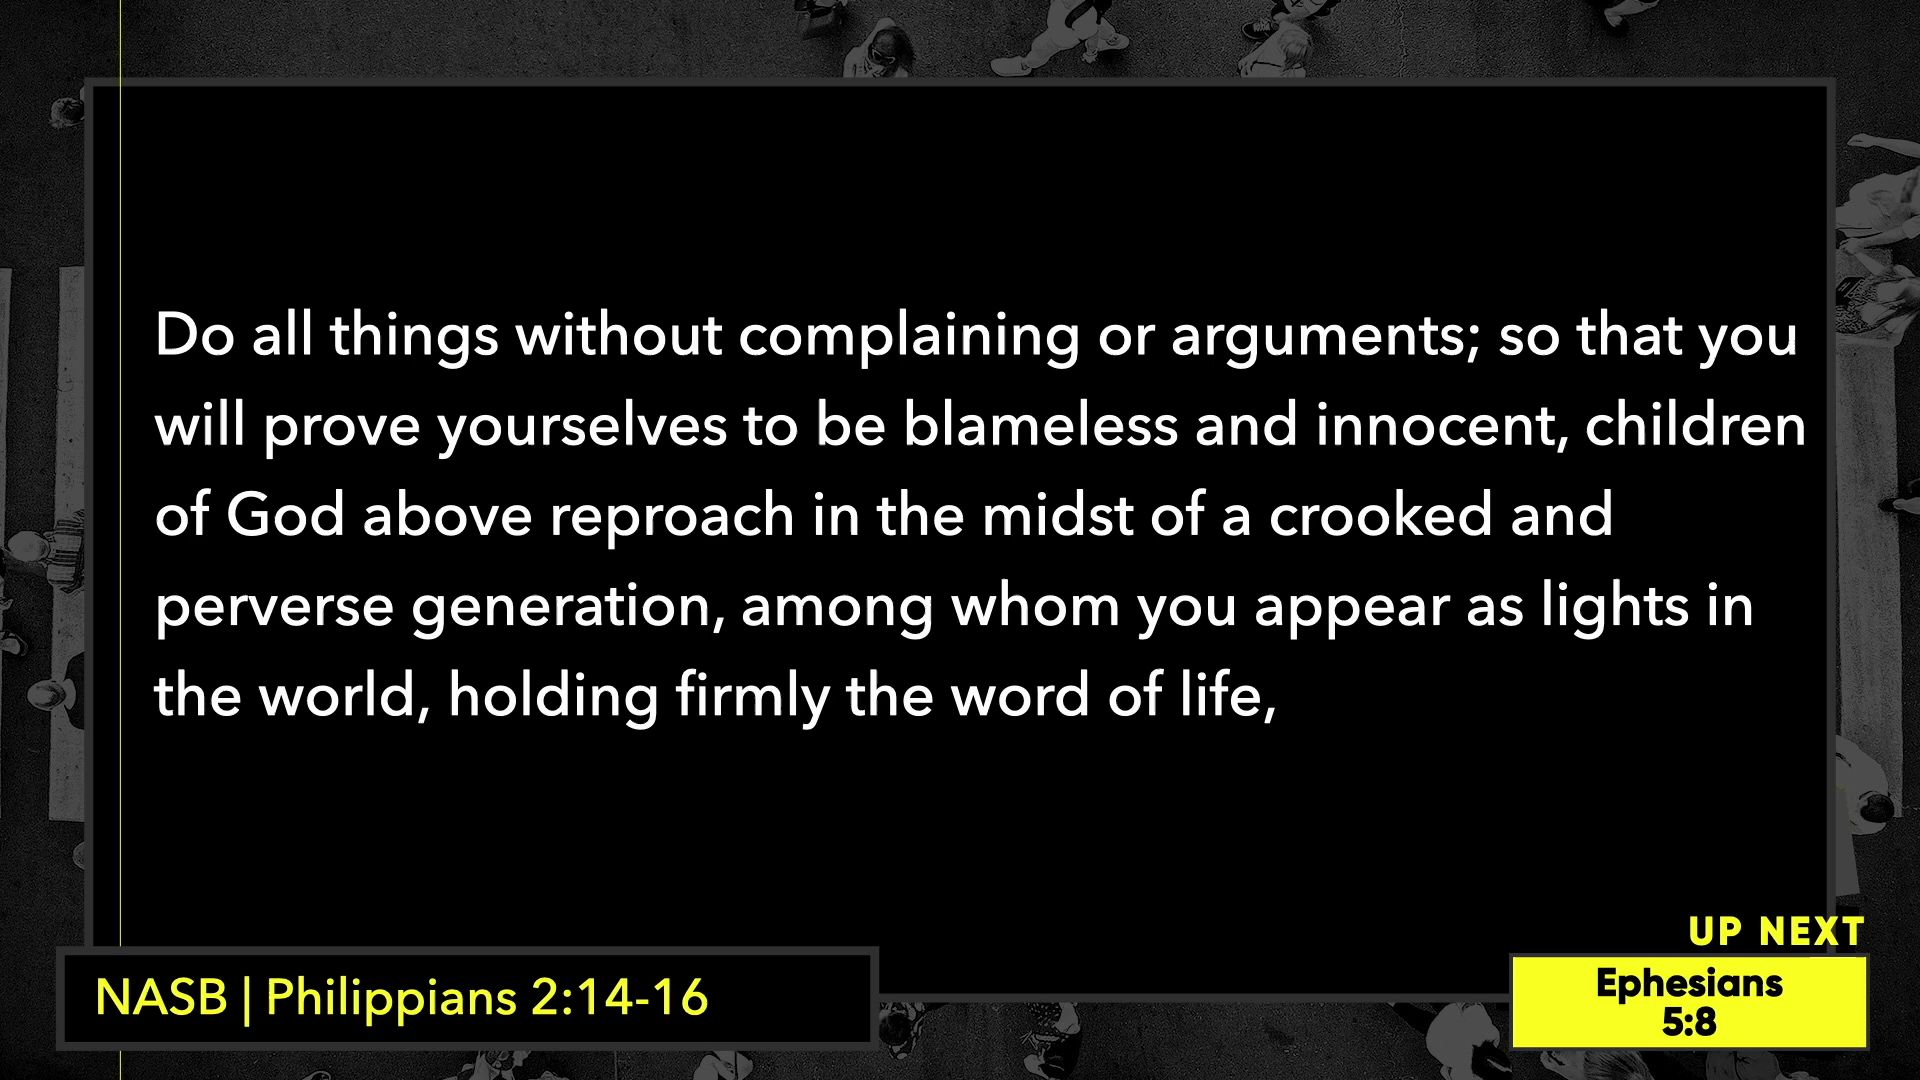 Do all things without complaining or arguments; so that you
will prove yourselves to be blameless and innocent, children
of God above reproach in the midst of a crooked and
perverse generation, among whom you appear as lights in
the world, holding firmly the word of life,
NASB | Philippians 2:14-16
UP NEXT
Ephesians
5:8